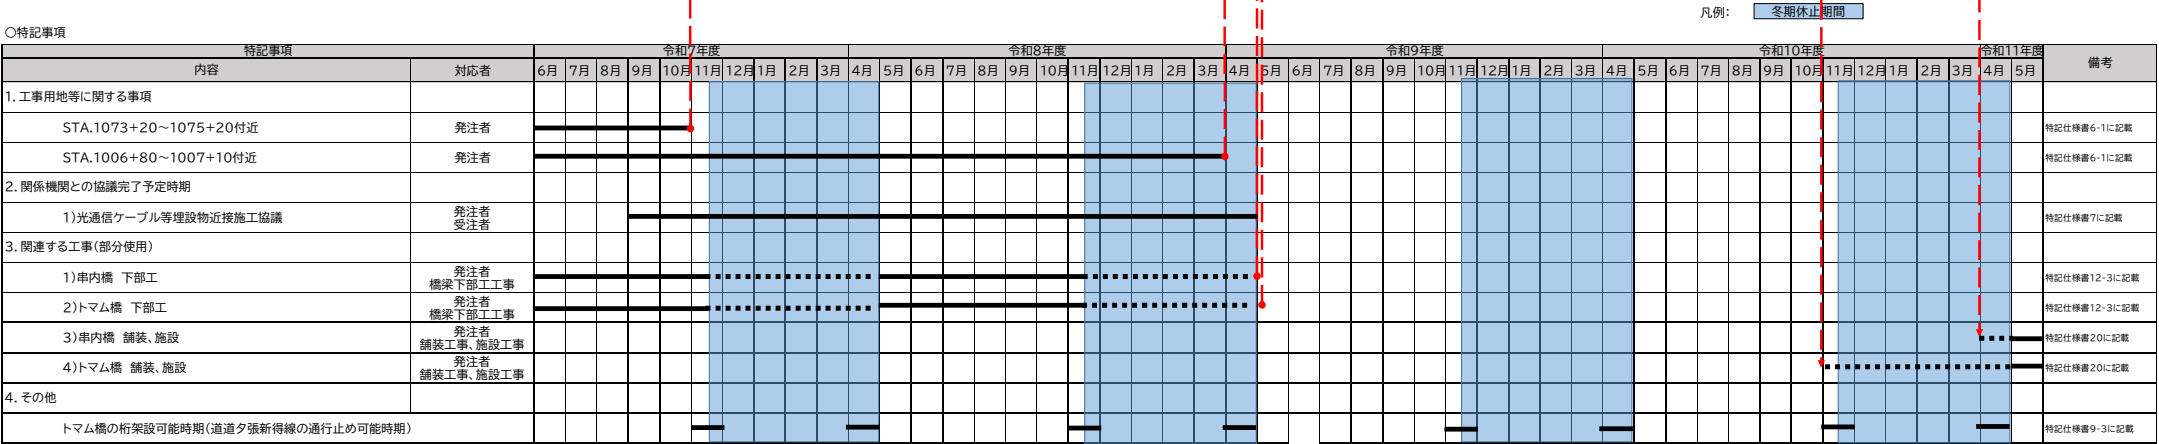 凡例： 冬期休止期間
○特記事項
特記事項 令和7年度 令和8年度 令和9年度 令和10年度 令和11年度 備考
内容 対応者 6月 7月 8月 9月 10月 11月 12月 1月 2月 3月 4月 5月 6月 7月 8月 9月 10月 11月 12月 1月 2月 3月 4月 5月 6月 7月 8月 9月 10月 11月 12月 1月 2月 3月 4月 5月 6月 7月 8月 9月 10月 11月 12月 1月 2月 3月 4月 5月
1．工事用地等に関する事項
STA.1073+20～1075+20付近 発注者 特記仕様書6-1に記載
STA.1006+80～1007+10付近 発注者 特記仕様書6-1に記載
2．関係機関との協議完了予定時期
1）光通信ケーブル等埋設物近接施工協議 発注者 特記仕様書7に記載
受注者
3．関連する工事（部分使用）
1）串内橋 下部工 発注者 特記仕様書12-3に記載
橋梁下部工工事
2）トマム橋 下部工 発注者 特記仕様書12-3に記載
橋梁下部工工事
3）串内橋 舗装、施設 発注者 特記仕様書20に記載
舗装工事、施設工事
4）トマム橋 舗装、施設 発注者 特記仕様書20に記載
舗装工事、施設工事
4．その他
トマム橋の桁架設可能時期（道道夕張新得線の通行止め可能時期） 特記仕様書9-3に記載